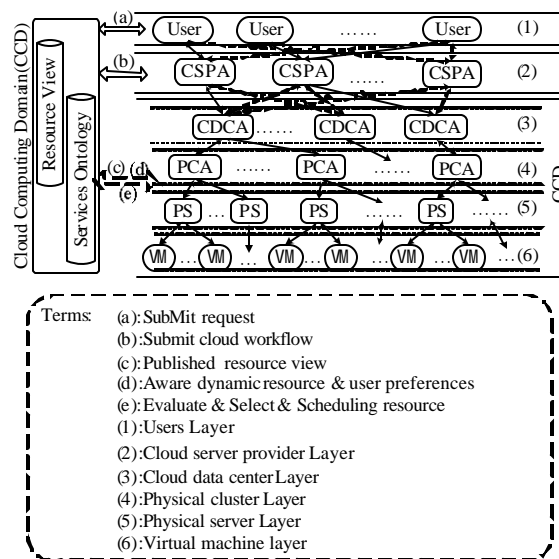 Cloud Computing Domain(CCD)
Resource View
Services Ontology
(a)
(b)
(c) (d)
(e)
User User ...... User (1)
CSPA CSPA ...... CSPA (2)
CDCA ...... CDCA CDCA (3)
PCA PCA ...... PCA (4)
PS ... PS PS ...... PS ...... (5)
VM ... VM ... VM ... VM ... VM ... VM ... (6)
CCD
Terms: (a):SubMit request
(b):Submit cloud workflow
(c):Published resource view
(d):Aware dynamic resource & user preferences
(e):Evaluate & Select & Scheduling resource
(1):Users Layer
(2):Cloud server provider Layer
(3):Cloud data center Layer
(4):Physical cluster Layer
(5):Physical server Layer
(6):Virtual machine layer